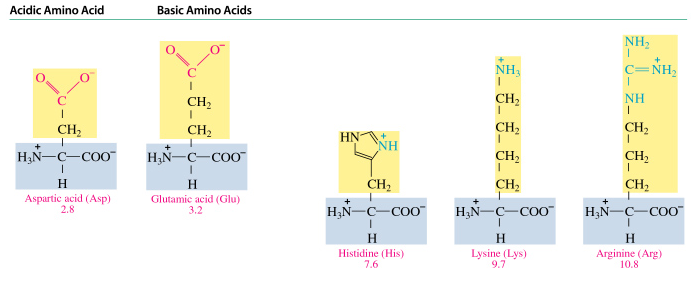 Acidic Amino Acid
Basic Amino Acids
O O⁻
C
CH₂
H₃N⁺—C—COO⁻
H
Aspartic acid (Asp)
2.8
O O⁻
C
CH₂
CH₂
H₃N⁺—C—COO⁻
H
Glutamic acid (Glu)
3.2
HN
NH⁺
CH₂
H₃N⁺—C—COO⁻
H
Histidine (His)
7.6
NH₃⁺
CH₂
CH₂
CH₂
CH₂
H₃N⁺—C—COO⁻
H
Lysine (Lys)
9.7
NH₂
C=NH₂⁺
NH
CH₂
CH₂
CH₂
H₃N⁺—C—COO⁻
H
Arginine (Arg)
10.8